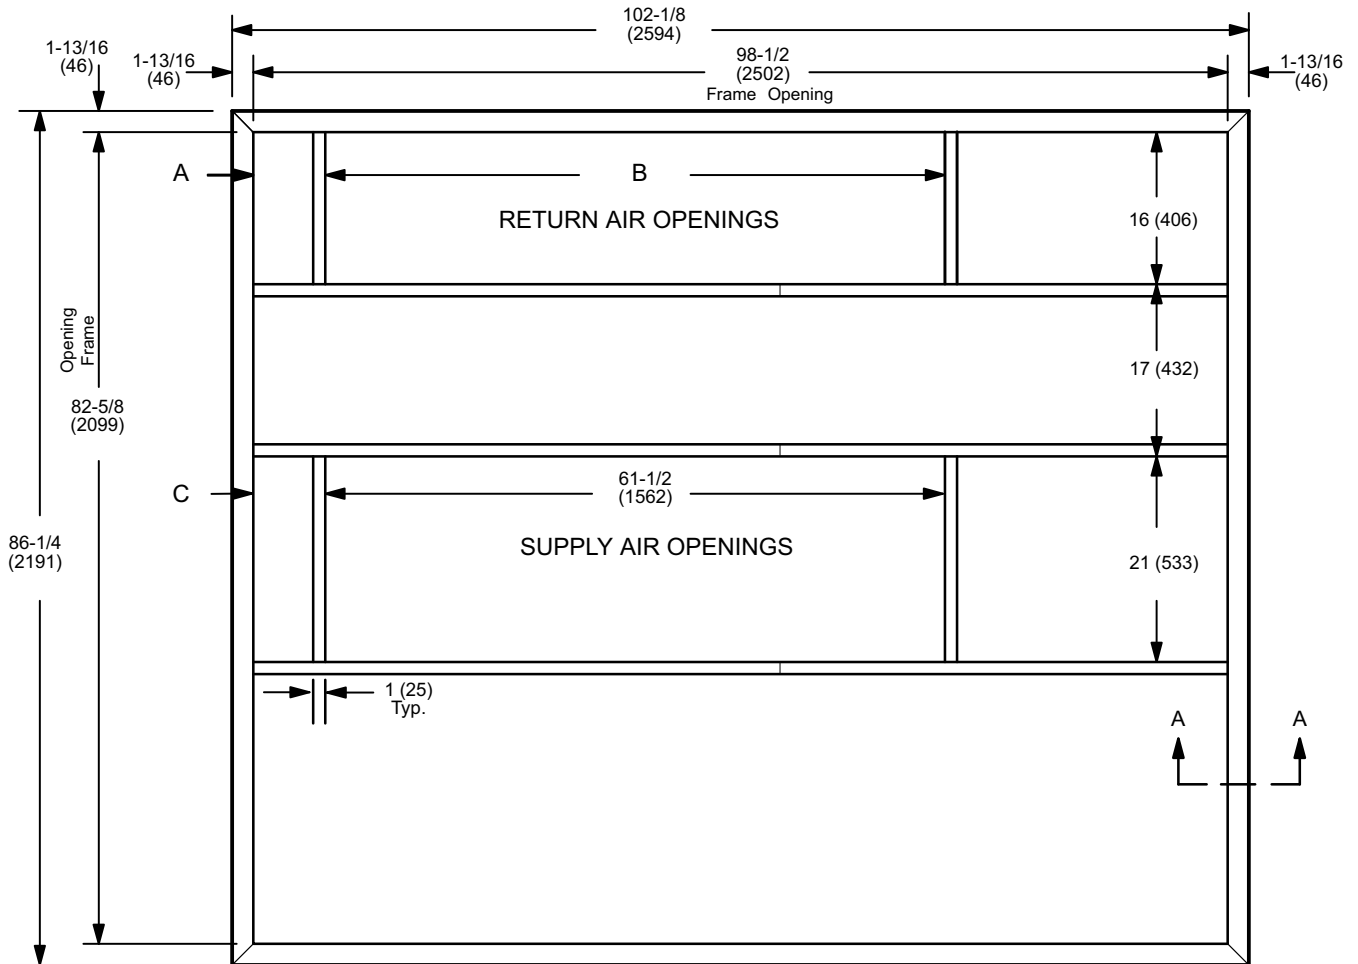 102-1/8
(2594)
1-13/16
(46)
1-13/16
(46)
98-1/2
(2502)
Frame Opening
1-13/16
(46)
A
B
RETURN AIR OPENINGS
16 (406)
Opening
Frame
17 (432)
82-5/8
(2099)
C
61-1/2
(1562)
SUPPLY AIR OPENINGS
86-1/4
(2191)
21 (533)
1 (25)
Typ.
A
A